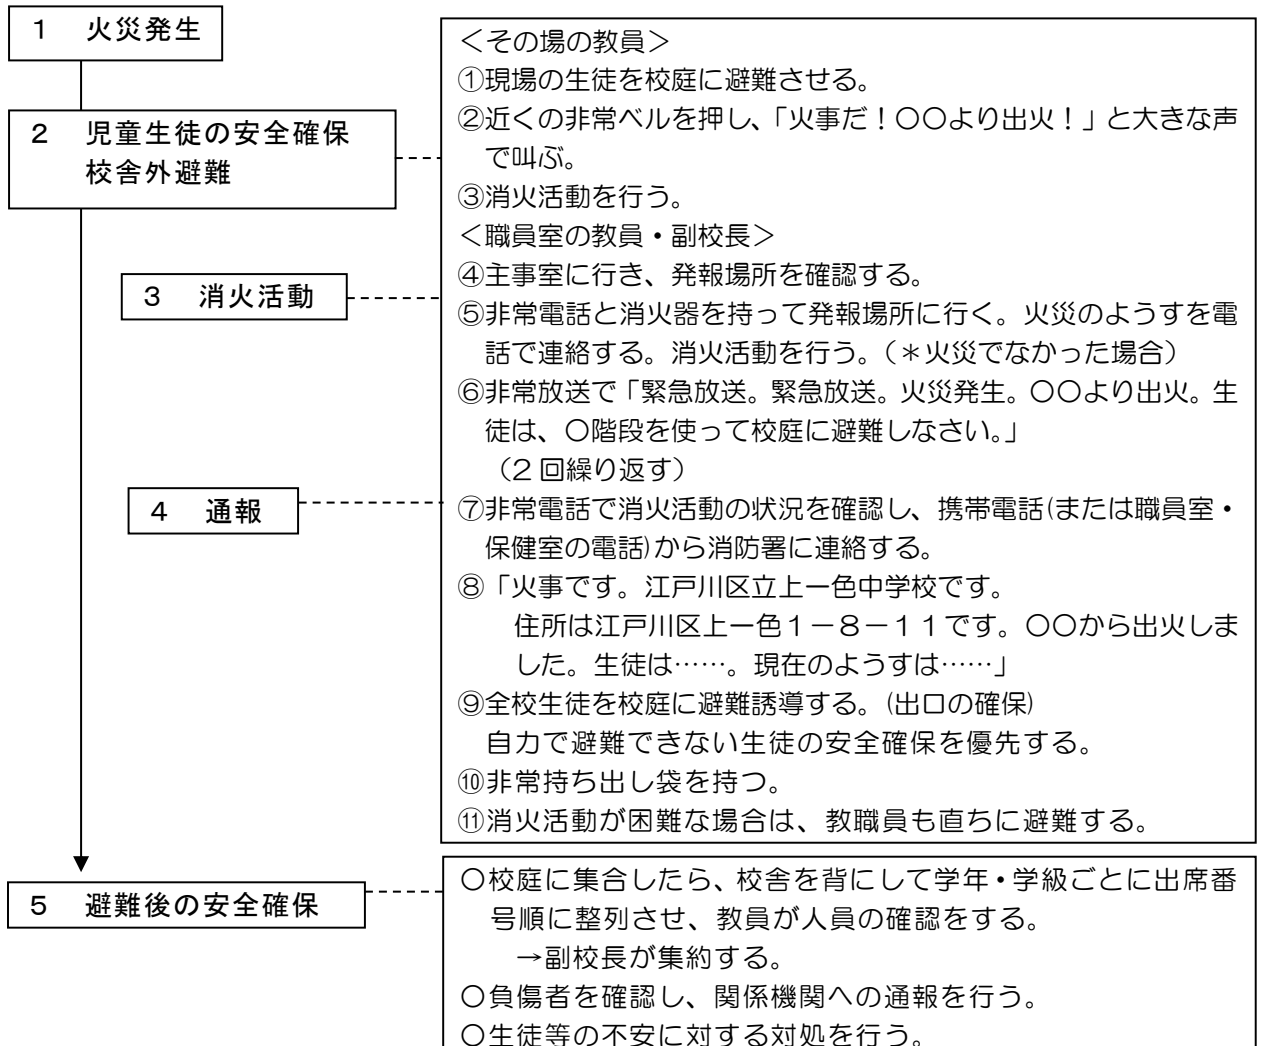 1 火災発生
2 児童生徒の安全確保
校舎外避難
3 消火活動
4 通報
5 避難後の安全確保
＜その場の教員＞
①現場の生徒を校庭に避難させる。
②近くの非常ベルを押し、「火事だ！〇〇より出火！」と大きな声
で叫ぶ。
③消火活動を行う。
＜職員室の教員・副校長＞
④主事室に行き、発報場所を確認する。
⑤非常電話と消火器を持って発報場所に行く。火災のようすを電
話で連絡する。消火活動を行う。（＊火災でなかった場合）
⑥非常放送で「緊急放送。緊急放送。火災発生。〇〇より出火。生
徒は、〇階段を使って校庭に避難しなさい。」
（2回繰り返す）
⑦非常電話で消火活動の状況を確認し、携帯電話(または職員室・
保健室の電話)から消防署に連絡する。
⑧「火事です。江戸川区立上一色中学校です。
住所は江戸川区上一色１－８－１１です。〇〇から出火しま
した。生徒は……。現在のようすは……」
⑨全校生徒を校庭に避難誘導する。(出口の確保)
自力で避難できない生徒の安全確保を優先する。
⑩非常持ち出し袋を持つ。
⑪消火活動が困難な場合は、教職員も直ちに避難する。
〇校庭に集合したら、校舎を背にして学年・学級ごとに出席番
号順に整列させ、教員が人員の確認をする。
→副校長が集約する。
〇負傷者を確認し、関係機関への通報を行う。
〇生徒等の不安に対する対処を行う。